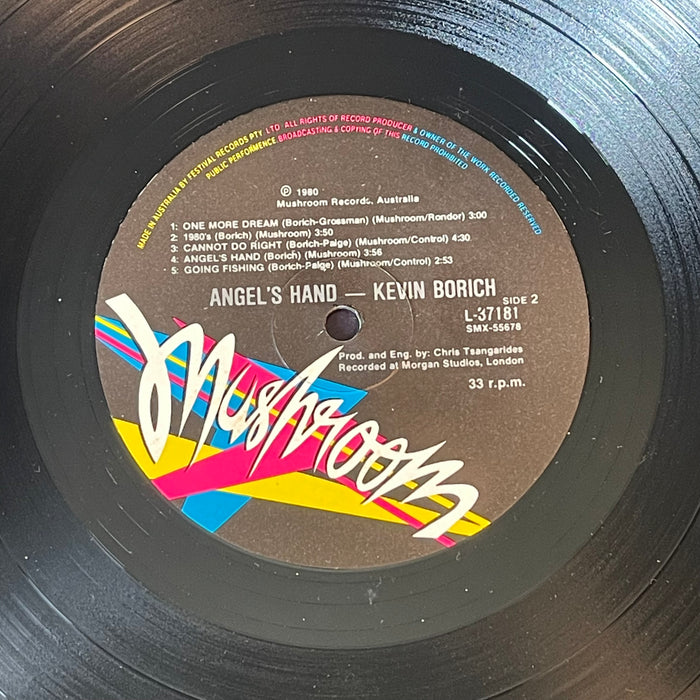 MADE IN AUSTRALIA BY FESTIVAL RECORDS PTY. LTD. ALL RIGHTS OF RECORD PRODUCER & OWNER OF THE WORK RECORDED RESERVED
PUBLIC PERFORMENCE BROADCASTING & COPYING OF THIS RECORD PROHIBITED
℗ 1980
Mushroom Records, Australia
1: ONE MORE DREAM (Borich-Grossman) (Mushroom/Rondor) 3:00
2: 1980's (Borich) (Mushroom) 3:50
3: CANNOT DO RIGHT (Borich-Paige) (Mushroom/Control) 4:30
4: ANGEL'S HAND (Borich) (Mushroom) 3:56
5: GOING FISHING (Borich-Paige) (Mushroom/Control) 2:53
ANGEL'S HAND — KEVIN BORICH
SIDE 2
L-37181
SMX-55678
Prod. and Eng. by: Chris Tsangarides
Recorded at Morgan Studios, London
33 r.p.m.
Mushroom